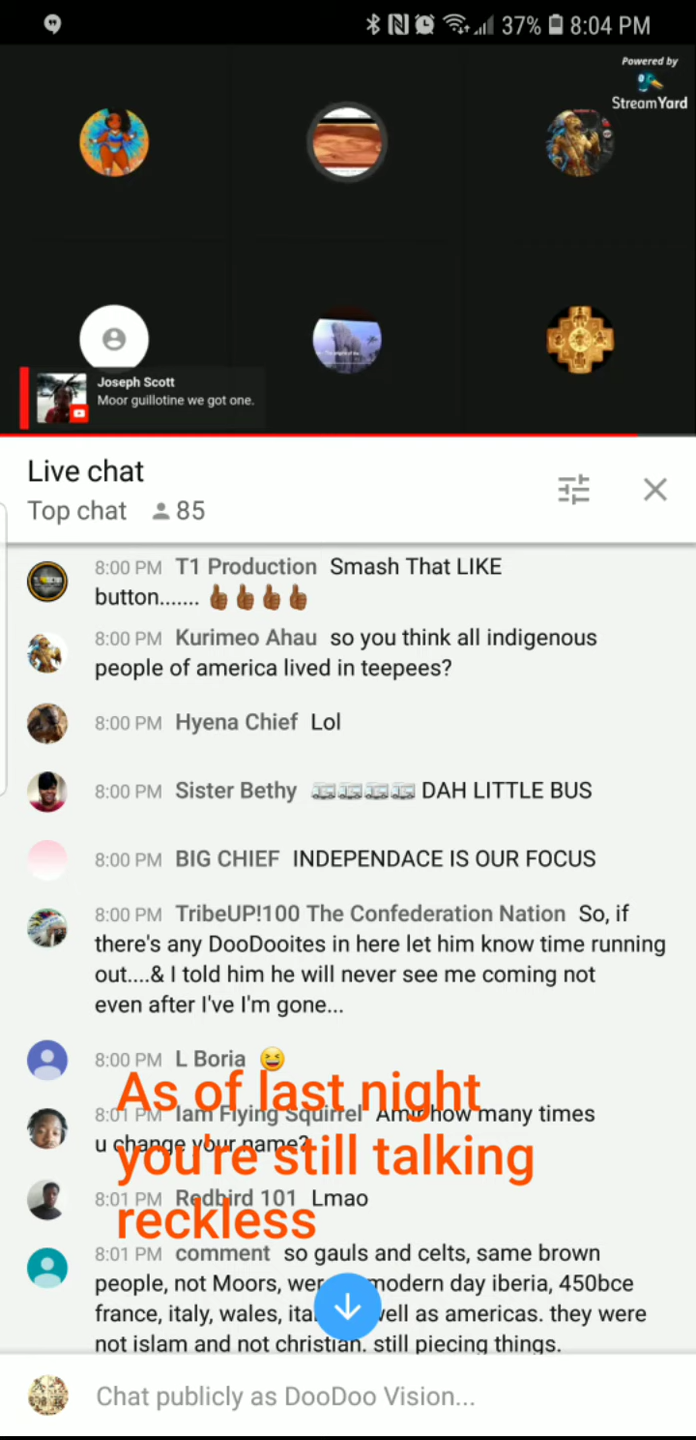 37% 8:04 PM
Powered by
StreamYard
Joseph Scott
Moor guillotine we got one.
Live chat
Top chat 85
8:00 PM T1 Production Smash That LIKE
button....... 👍🏾👍🏾👍🏾👍🏾
8:00 PM Kurimeo Ahau so you think all indigenous
people of america lived in teepees?
8:00 PM Hyena Chief Lol
8:00 PM Sister Bethy 🚐🚐🚐🚐 DAH LITTLE BUS
8:00 PM BIG CHIEF INDEPENDACE IS OUR FOCUS
8:00 PM TribeUP!100 The Confederation Nation So, if
there's any DooDooites in here let him know time running
out....& I told him he will never see me coming not
even after I've I'm gone...
8:00 PM L Boria 😆
As of last night
8:01 PM Iam Flying Squirrel Amir how many times
u change your name?
you're still talking
8:01 PM Redbird 101 Lmao
reckless
8:01 PM comment so gauls and celts, same brown
people, not Moors, modern day iberia, 450bce
france, italy, wales, well as americas. they were
not islam and not christian. still piecing things.
Chat publicly as DooDoo Vision...